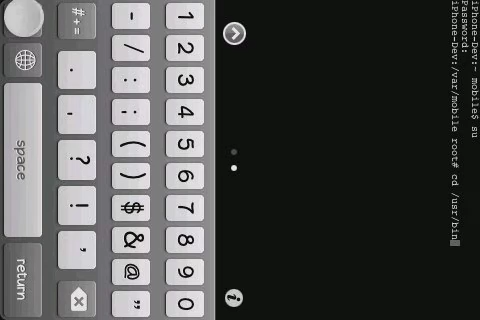 iPhone-Dev:~ mobile$ su
Password:
iPhone-Dev:/var/mobile root# cd /usr/bin
1 2 3 4 5 6 7 8 9 0
- / : ; ( ) $ & @ "
#+= . , ? ! '
space return